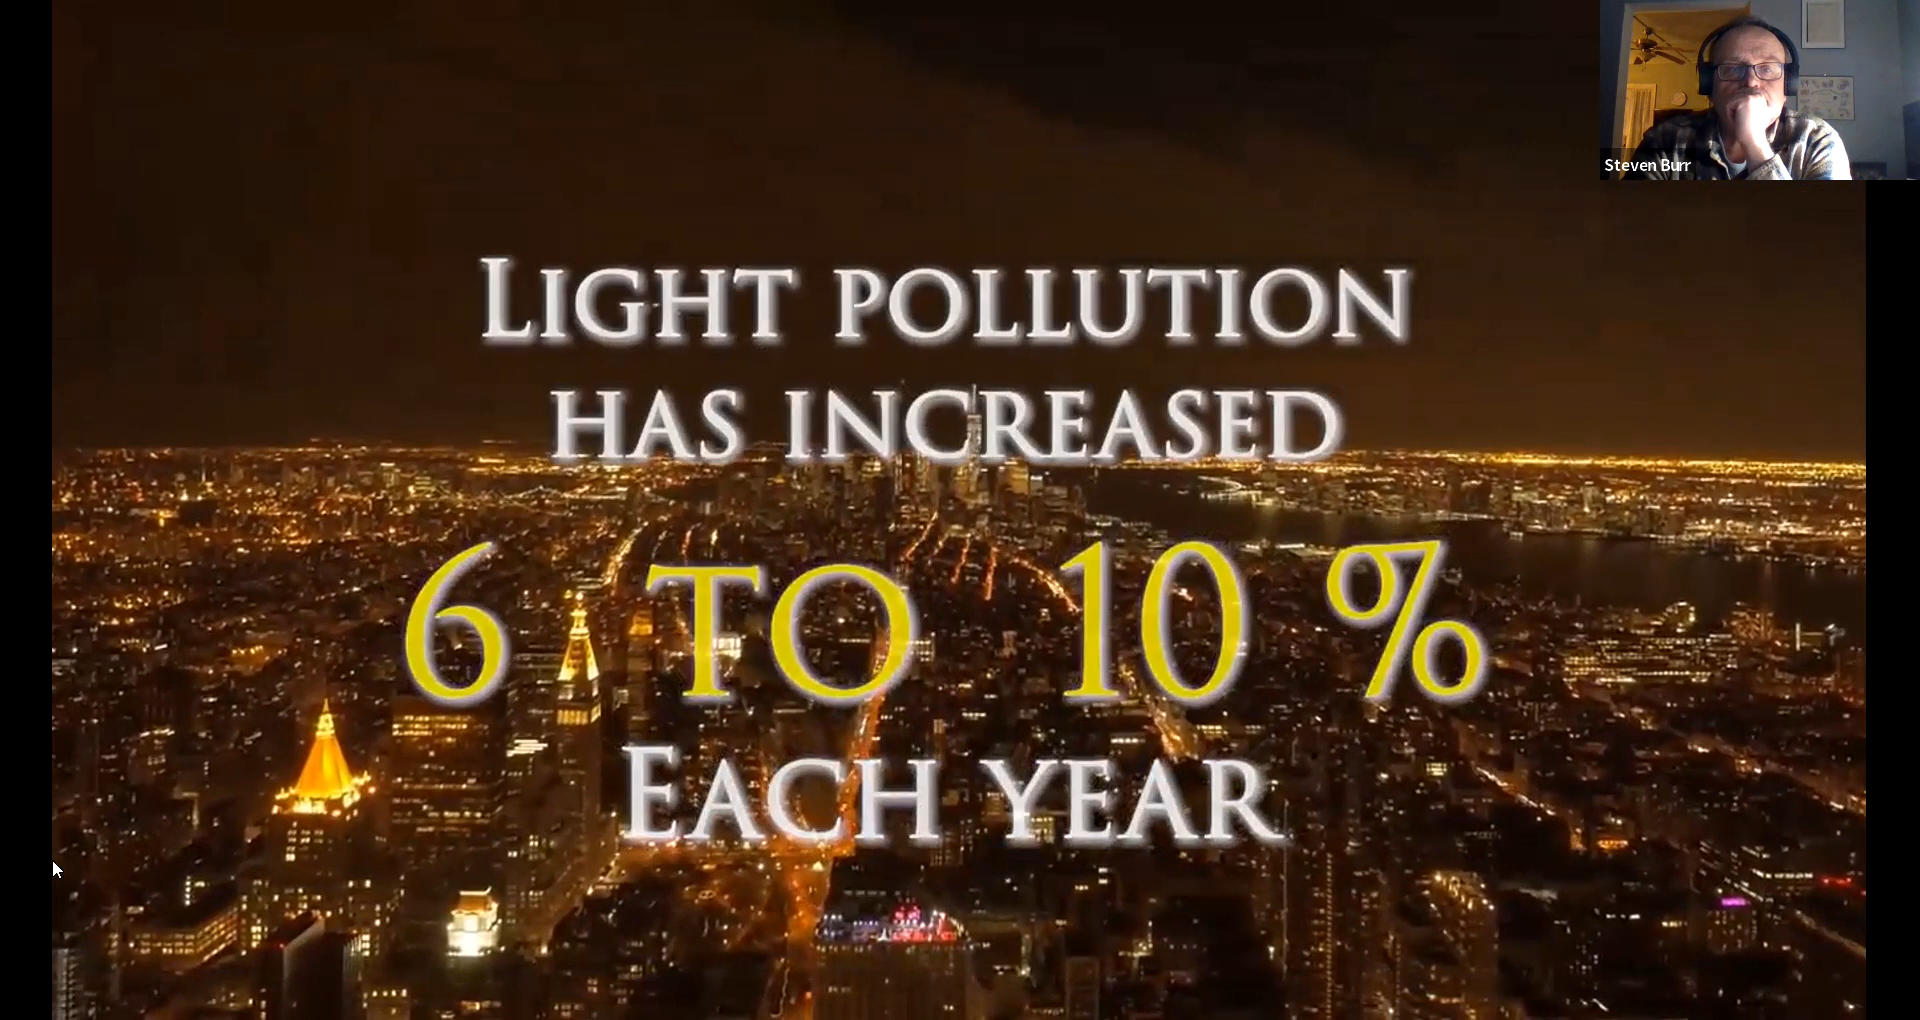 Steven Burr
LIGHT POLLUTION
HAS INCREASED
6 TO 10 %
EACH YEAR